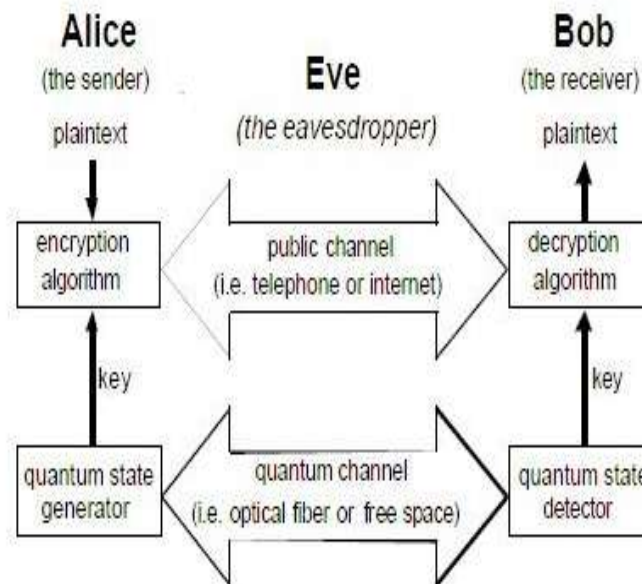 Alice
(the sender)
plaintext
encryption
algorithm
key
quantum state
generator
Eve
(the eavesdropper)
public channel
(i.e. telephone or internet)
quantum channel
(i.e. optical fiber or free space)
Bob
(the receiver)
plaintext
decryption
algorithm
key
quantum state
detector